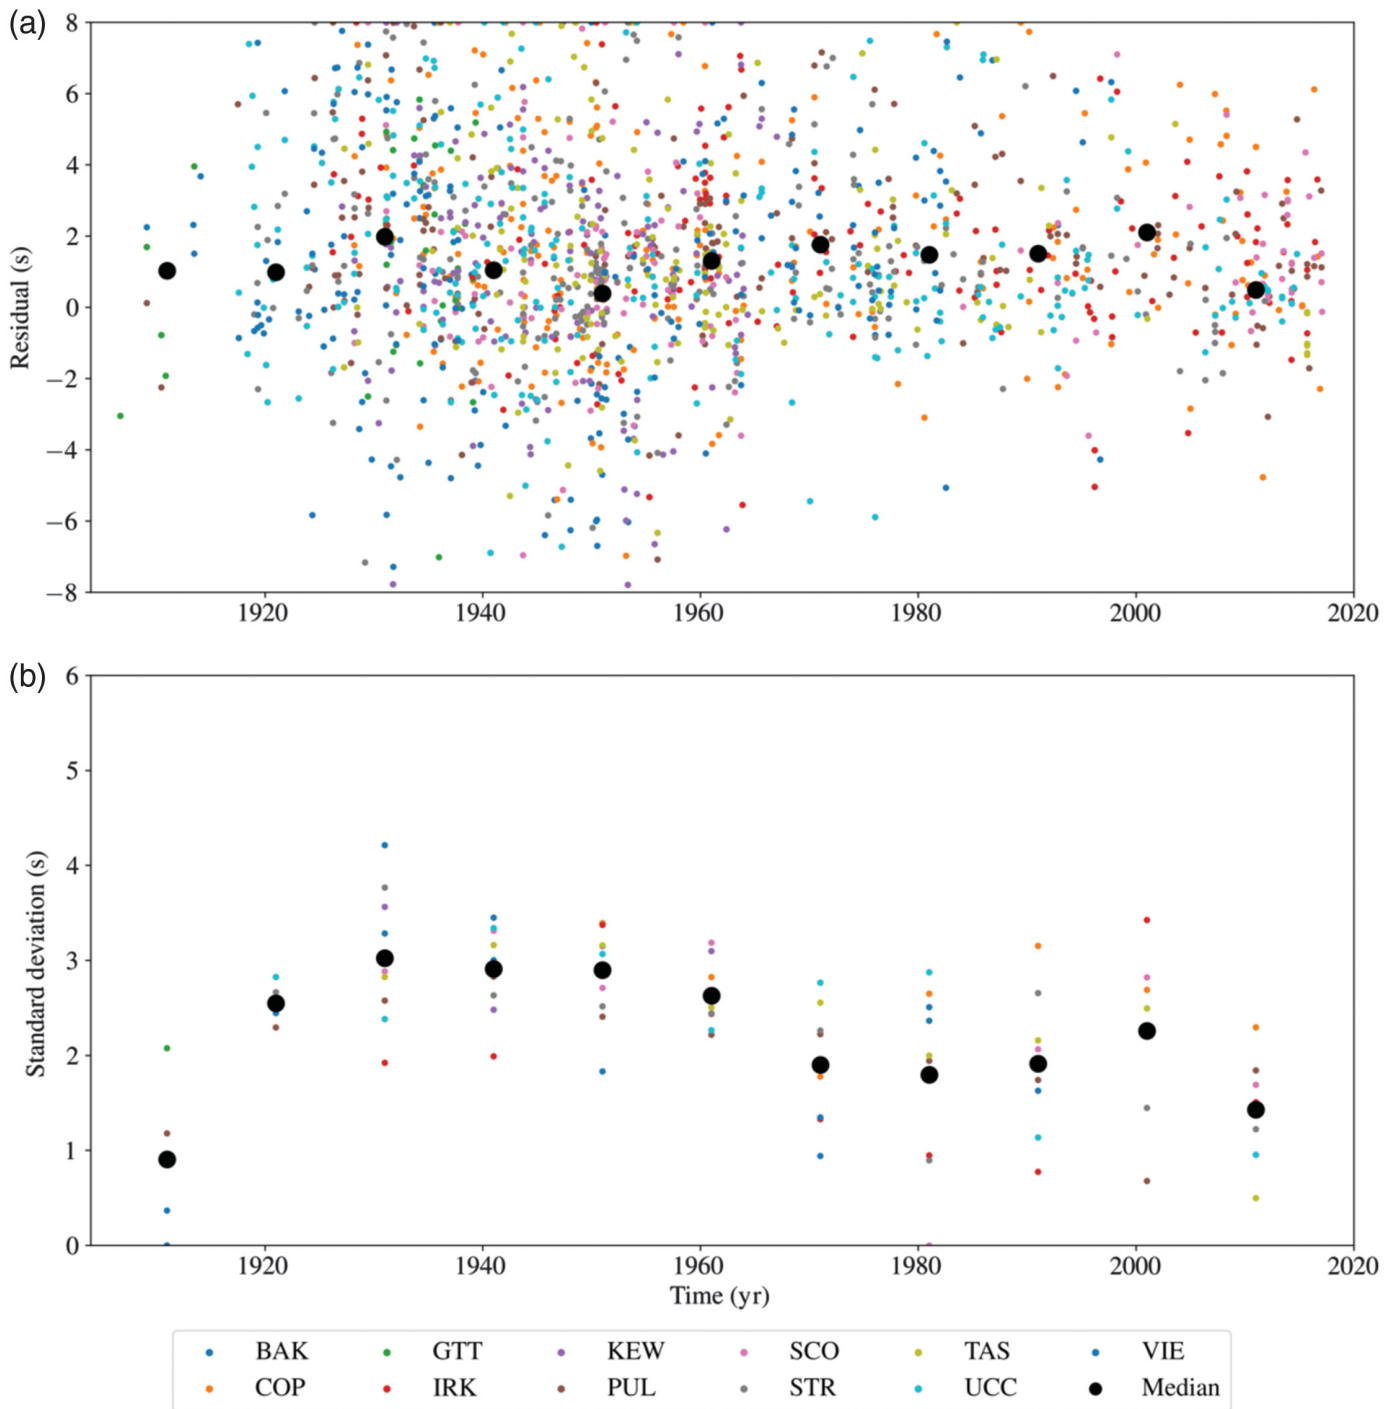 (a)
Residual (s)
8
6
4
2
0
−2
−4
−6
−8
1920 1940 1960 1980 2000 2020
(b)
Standard deviation (s)
6
5
4
3
2
1
0
1920 1940 1960 1980 2000 2020
Time (yr)
BAK GTT KEW SCO TAS VIE
COP IRK PUL STR UCC Median